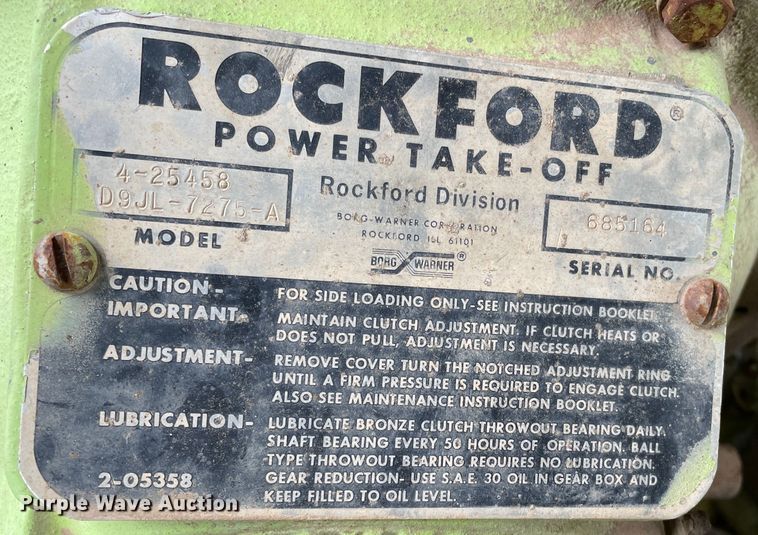 ROCKFORD®
POWER TAKE-OFF
4-25458
D9JL-7275-A
MODEL
Rockford Division
BORG-WARNER CORPORATION
ROCKFORD ILL 61101
BORG WARNER®
685164
SERIAL NO.
CAUTION - FOR SIDE LOADING ONLY-SEE INSTRUCTION BOOKLET.
IMPORTANT- MAINTAIN CLUTCH ADJUSTMENT. IF CLUTCH HEATS OR
DOES NOT PULL, ADJUSTMENT IS NECESSARY.
ADJUSTMENT- REMOVE COVER TURN THE NOTCHED ADJUSTMENT RING
UNTIL A FIRM PRESSURE IS REQUIRED TO ENGAGE CLUTCH.
ALSO SEE MAINTENANCE INSTRUCTION BOOKLET.
LUBRICATION- LUBRICATE BRONZE CLUTCH THROWOUT BEARING DAILY.
SHAFT BEARING EVERY 50 HOURS OF OPERATION. BALL
TYPE THROWOUT BEARING REQUIRES NO LUBRICATION.
GEAR REDUCTION- USE S.A.E. 30 OIL IN GEAR BOX AND
KEEP FILLED TO OIL LEVEL.
2-05358
Purple Wave Auction